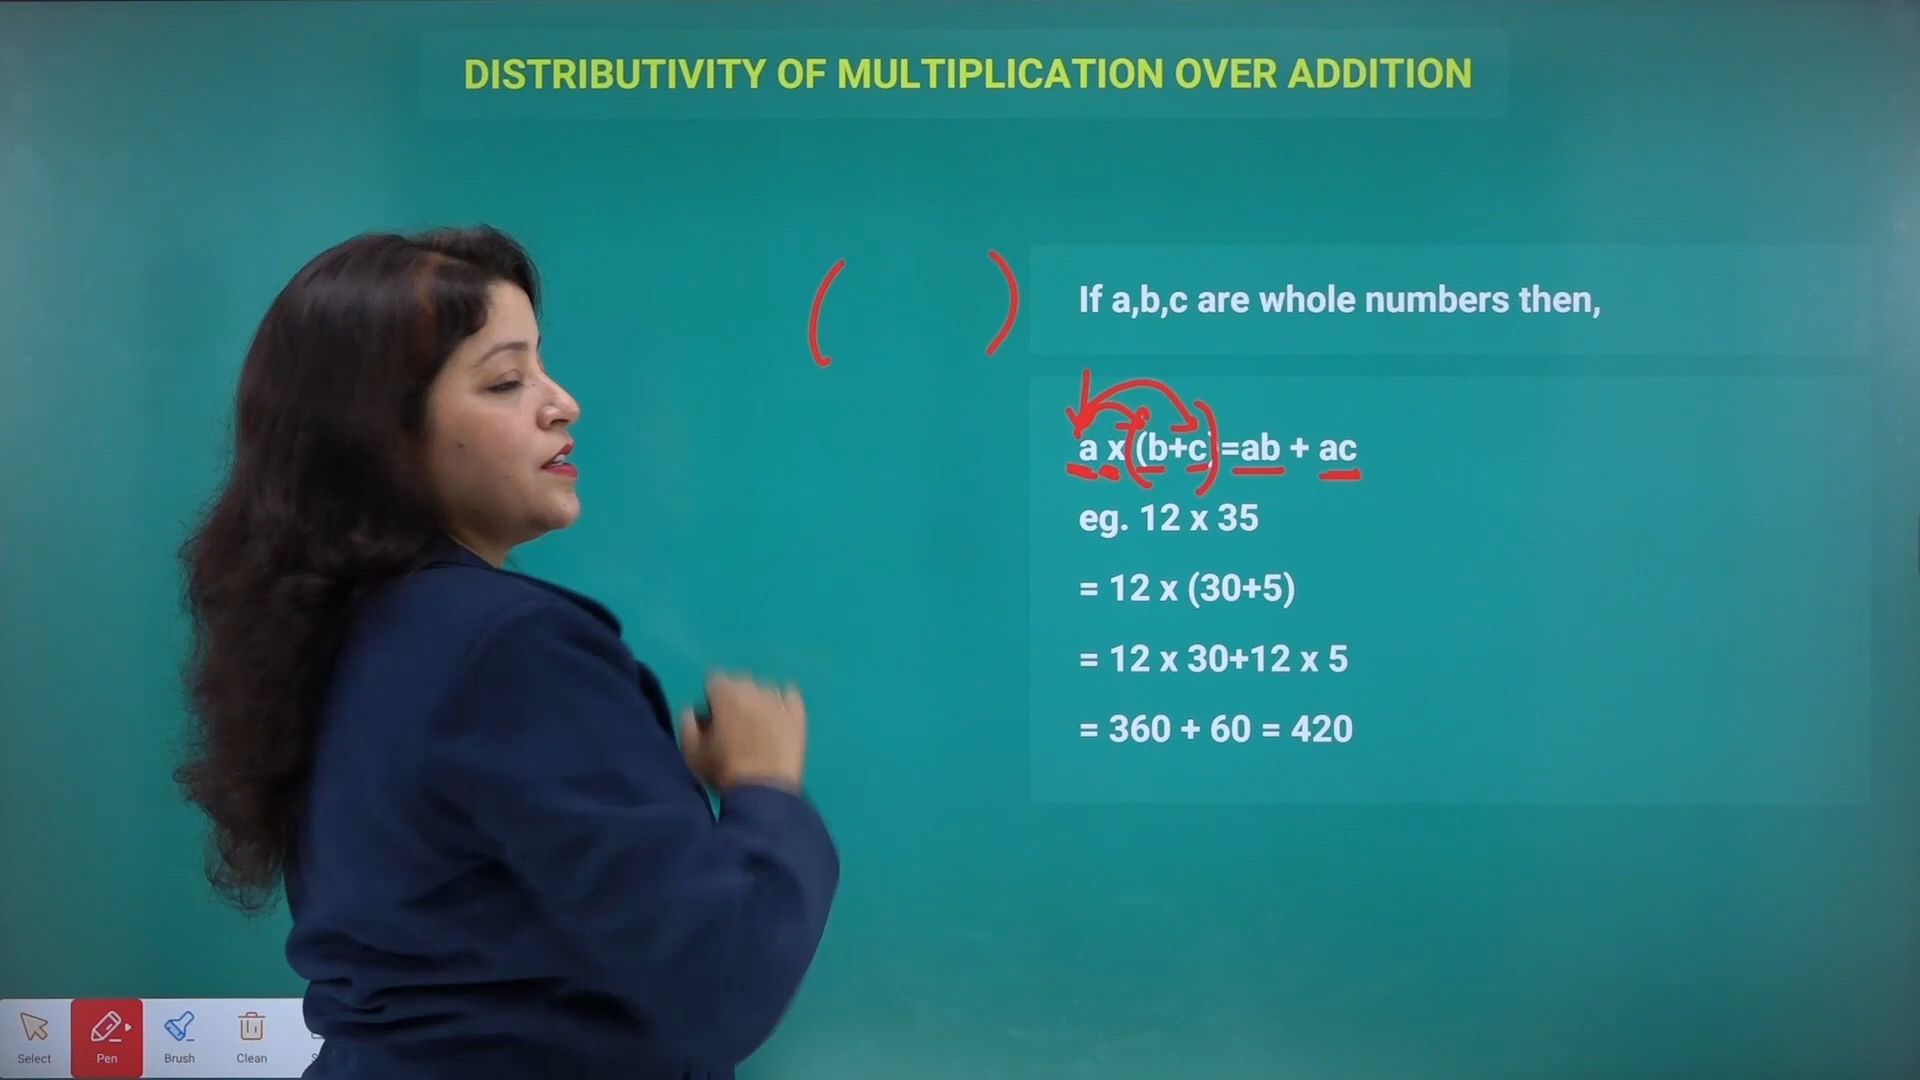 DISTRIBUTIVITY OF MULTIPLICATION OVER ADDITION
( )
If a,b,c are whole numbers then,
a x (b+c)=ab + ac
eg. 12 x 35
= 12 x (30+5)
= 12 x 30+12 x 5
= 360 + 60 = 420
Select Pen Brush Clean